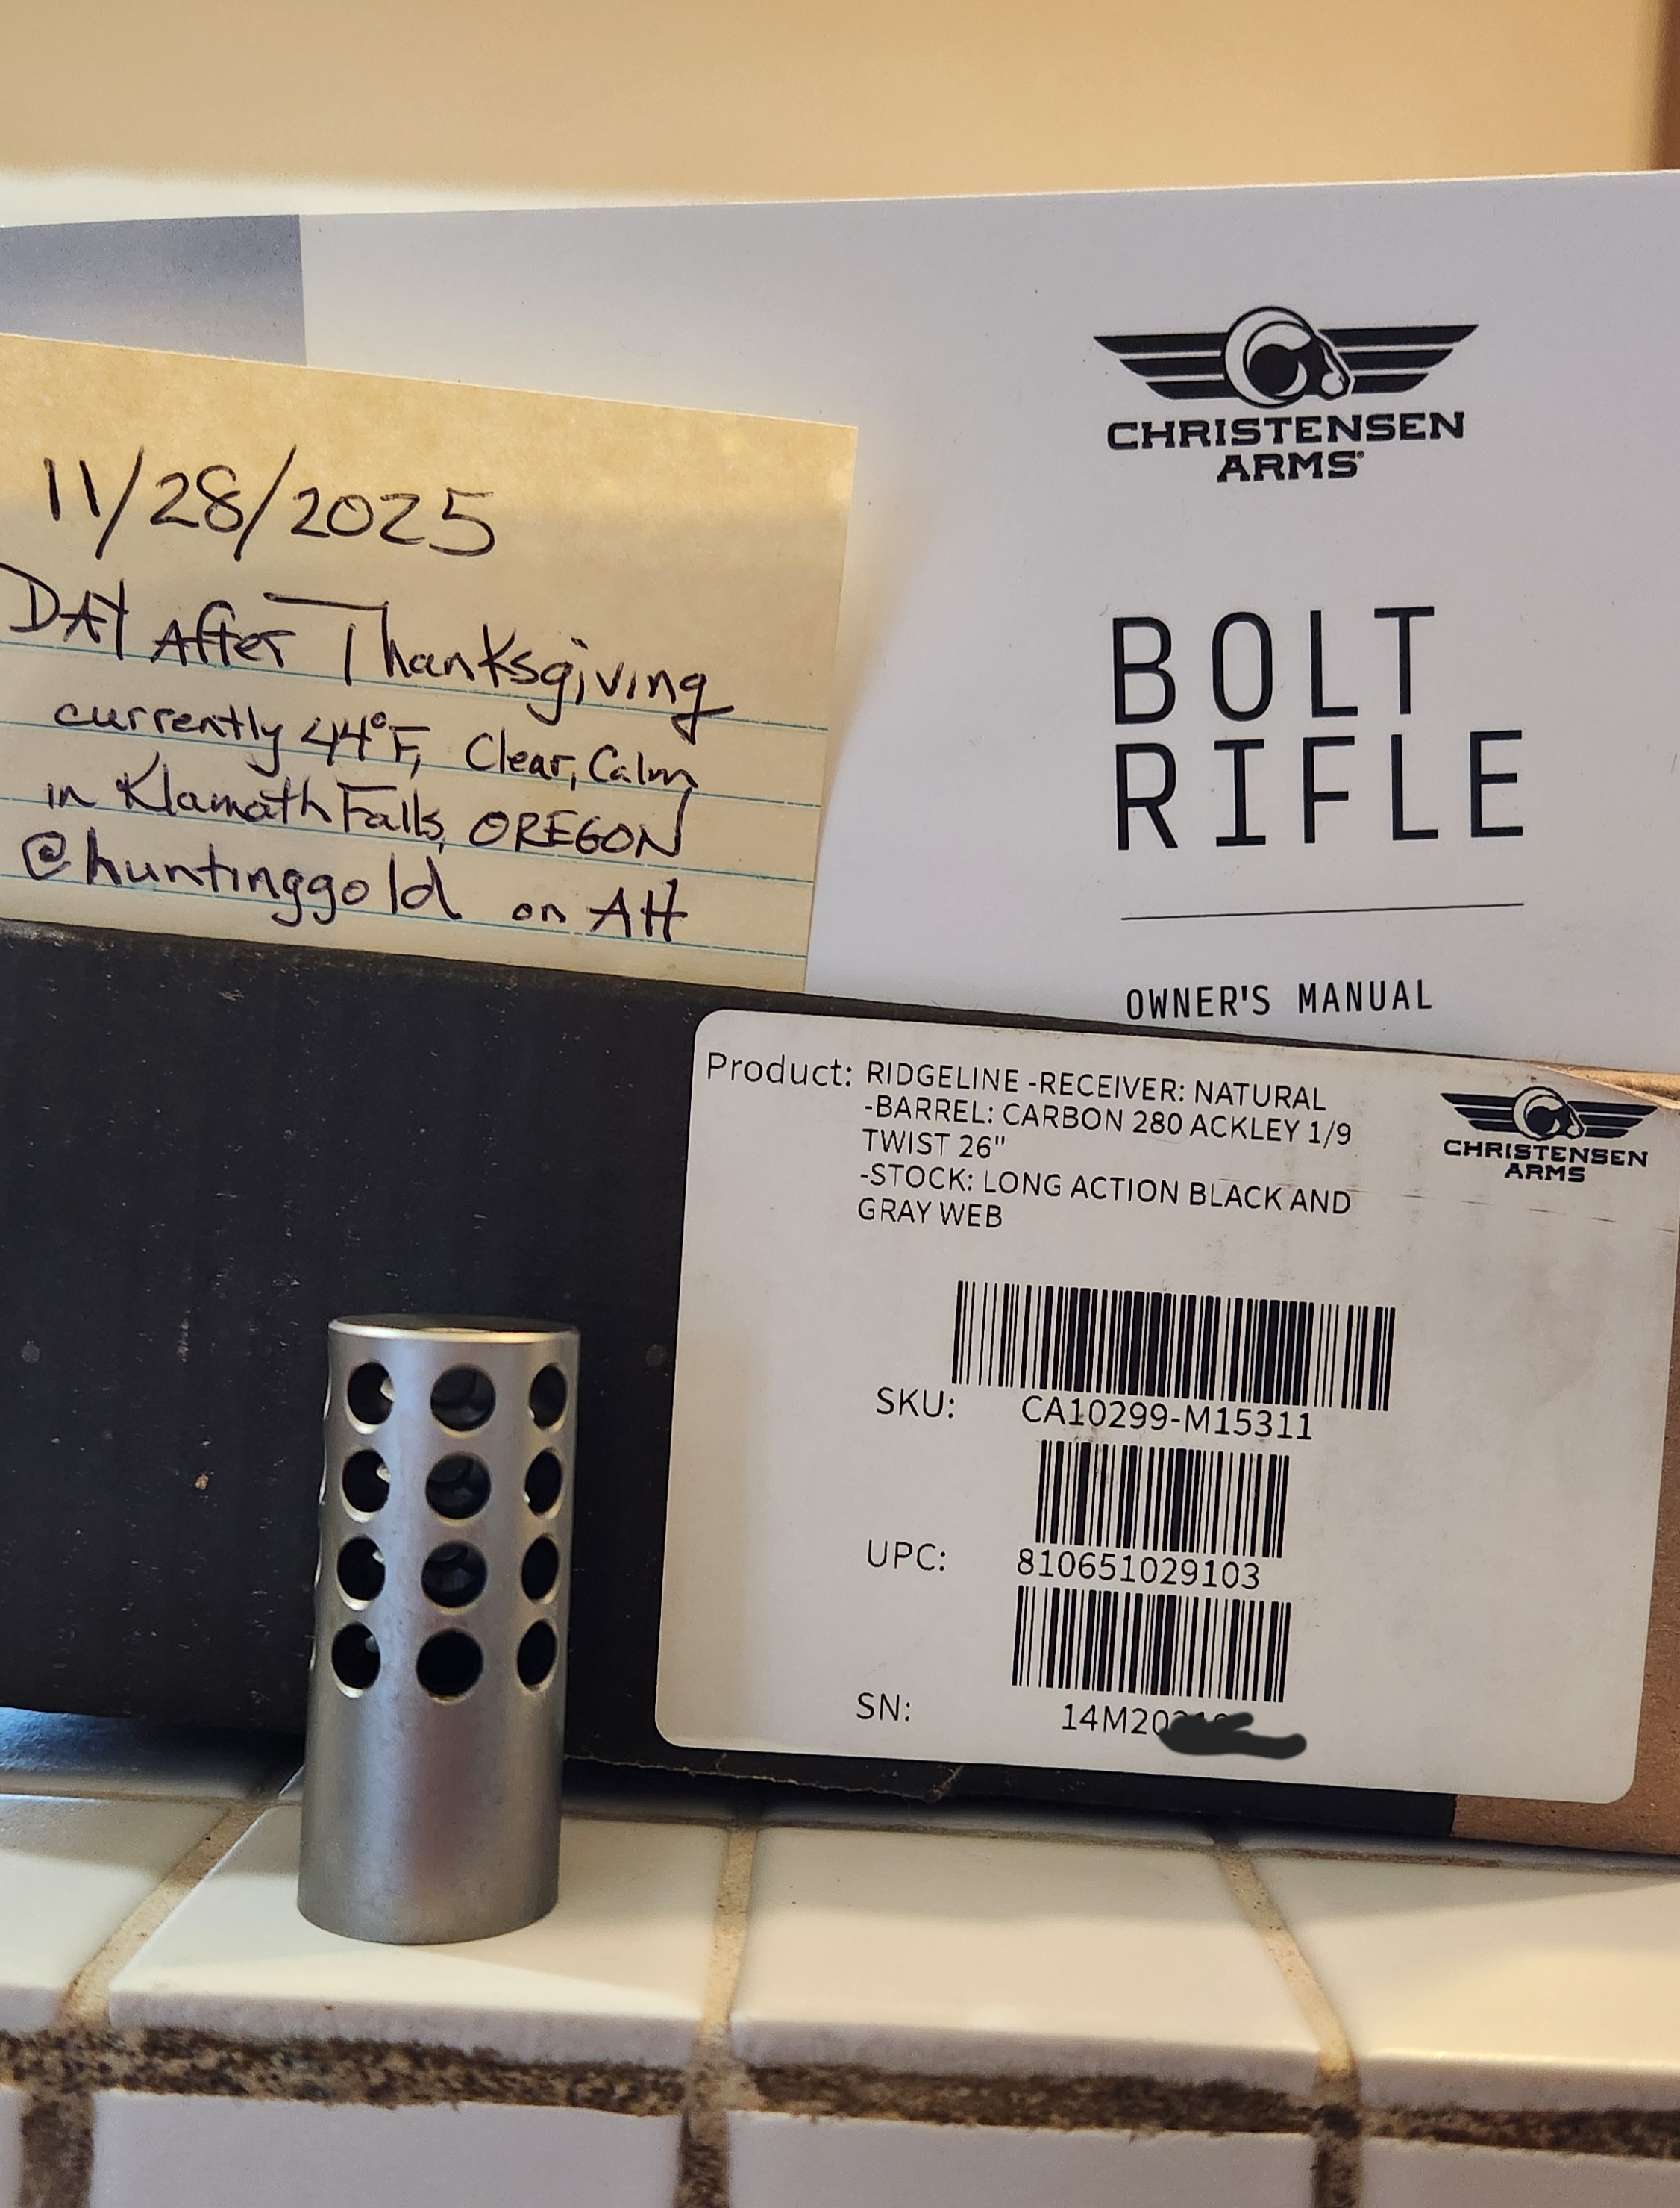 CHRISTENSEN
ARMS®
BOLT
RIFLE
OWNER'S MANUAL
11/28/2025
DAY After Thanksgiving
currently 44°F, Clear, Calm
in Klamath Falls, OREGON
@huntinggold on AH
Product: RIDGELINE -RECEIVER: NATURAL
-BARREL: CARBON 280 ACKLEY 1/9
TWIST 26"
-STOCK: LONG ACTION BLACK AND
GRAY WEB
CHRISTENSEN
ARMS
SKU: CA10299-M15311
UPC: 810651029103
SN: 14M20